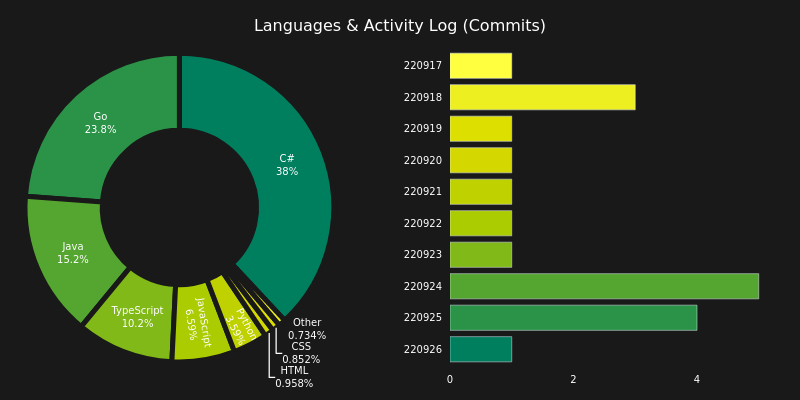 Languages & Activity Log (Commits)
Go
23.8%
C#
38%
Java
15.2%
TypeScript
10.2%
JavaScript
6.59%
Python
3.59%
Other
0.734%
CSS
0.852%
HTML
0.958%
220917
220918
220919
220920
220921
220922
220923
220924
220925
220926
0 2 4